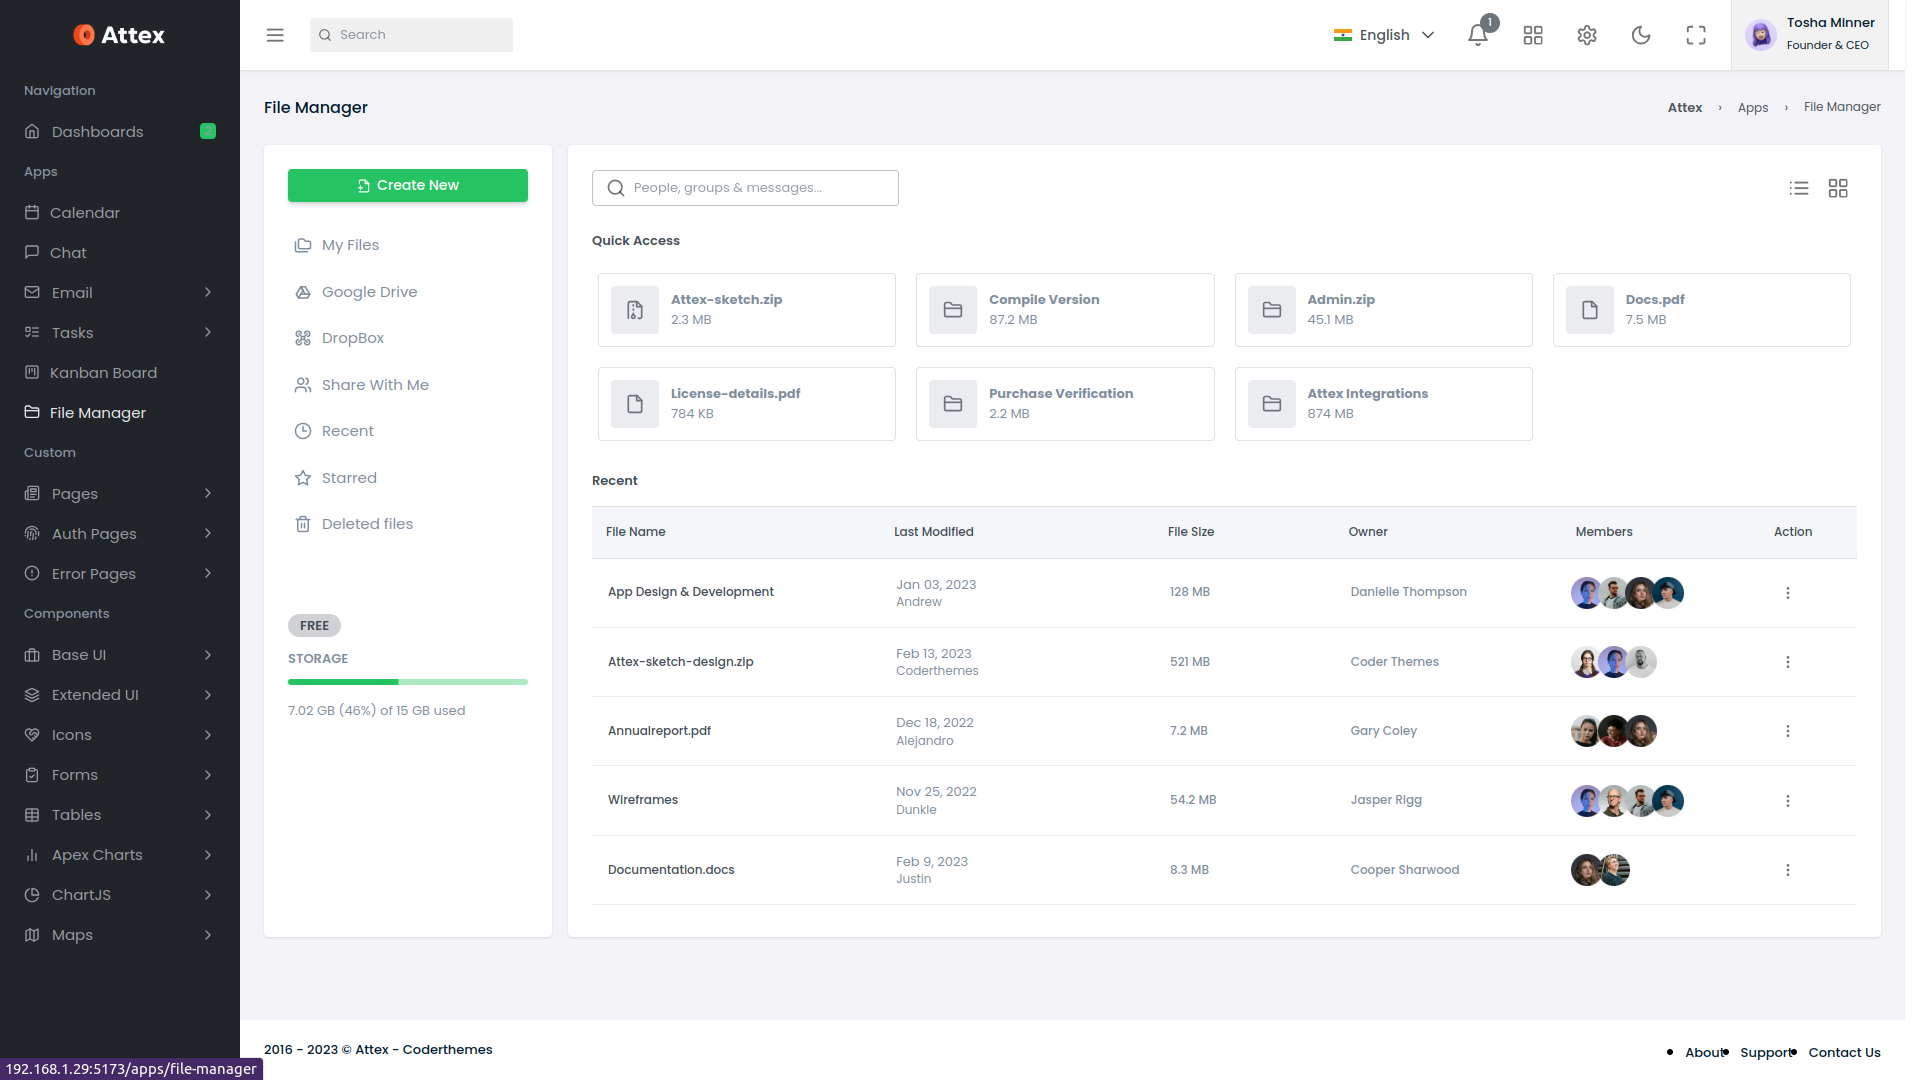 Attex
Search
English
1
Tosha Minner
Founder & CEO
Navigation
Dashboards
2
Apps
Calendar
Chat
Email
Tasks
Kanban Board
File Manager
Custom
Pages
Auth Pages
Error Pages
Components
Base UI
Extended UI
Icons
Forms
Tables
Apex Charts
ChartJS
Maps
File Manager
Attex › Apps › File Manager
Create New
My Files
Google Drive
DropBox
Share With Me
Recent
Starred
Deleted files
FREE
STORAGE
7.02 GB (46%) of 15 GB used
People, groups & messages...
Quick Access
Attex-sketch.zip
2.3 MB
Compile Version
87.2 MB
Admin.zip
45.1 MB
Docs.pdf
7.5 MB
License-details.pdf
784 KB
Purchase Verification
2.2 MB
Attex Integrations
874 MB
Recent
File Name Last Modified File Size Owner Members Action
App Design & Development
Jan 03, 2023
Andrew
128 MB
Danielle Thompson
Attex-sketch-design.zip
Feb 13, 2023
Coderthemes
521 MB
Coder Themes
Annualreport.pdf
Dec 18, 2022
Alejandro
7.2 MB
Gary Coley
Wireframes
Nov 25, 2022
Dunkle
54.2 MB
Jasper Rigg
Documentation.docs
Feb 9, 2023
Justin
8.3 MB
Cooper Sharwood
2016 - 2023 © Attex - Coderthemes
• About • Support • Contact Us
192.168.1.29:5173/apps/file-manager